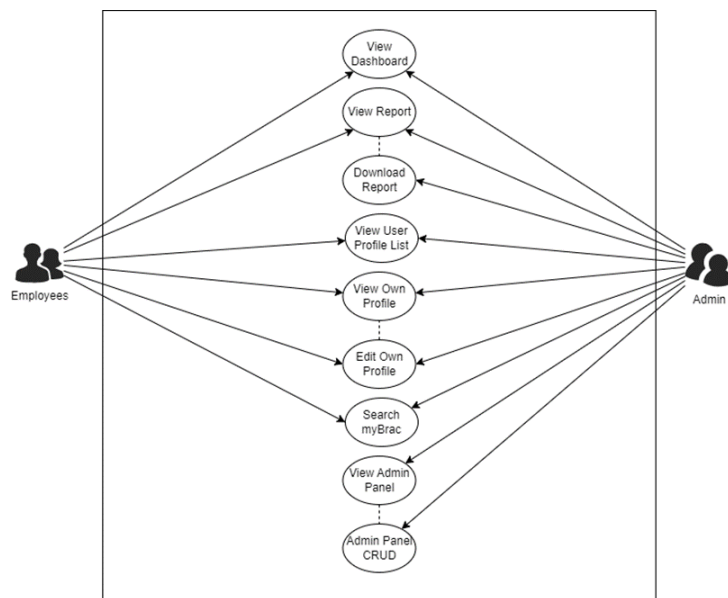 View
Dashboard
View Report
Download
Report
View User
Profile List
Employees
Admin
View Own
Profile
Edit Own
Profile
Search
myBrac
View Admin
Panel
Admin Panel
CRUD